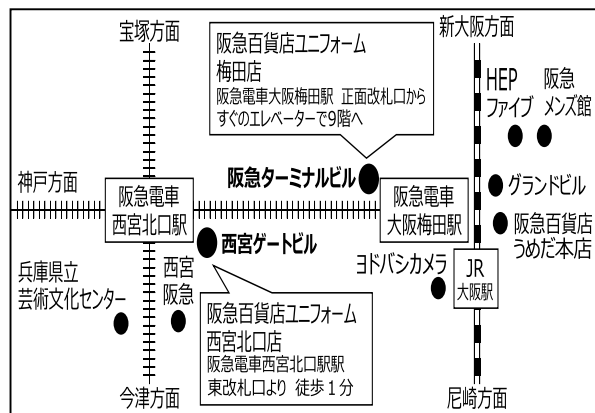 宝塚方面
阪急百貨店ユニフォーム
梅田店
阪急電車大阪梅田駅 正面改札口から
すぐのエレベーターで9階へ
新大阪方面
HEP
ファイブ
阪急
メンズ館
神戸方面
阪急電車
西宮北口駅
阪急ターミナルビル
阪急電車
大阪梅田駅
グランドビル
阪急百貨店
うめだ本店
西宮ゲートビル
ヨドバシカメラ
JR
大阪駅
兵庫県立
芸術文化センター
西宮
阪急
阪急百貨店ユニフォーム
西宮北口店
阪急電車西宮北口駅駅
東改札口より 徒歩1分
今津方面
尼崎方面